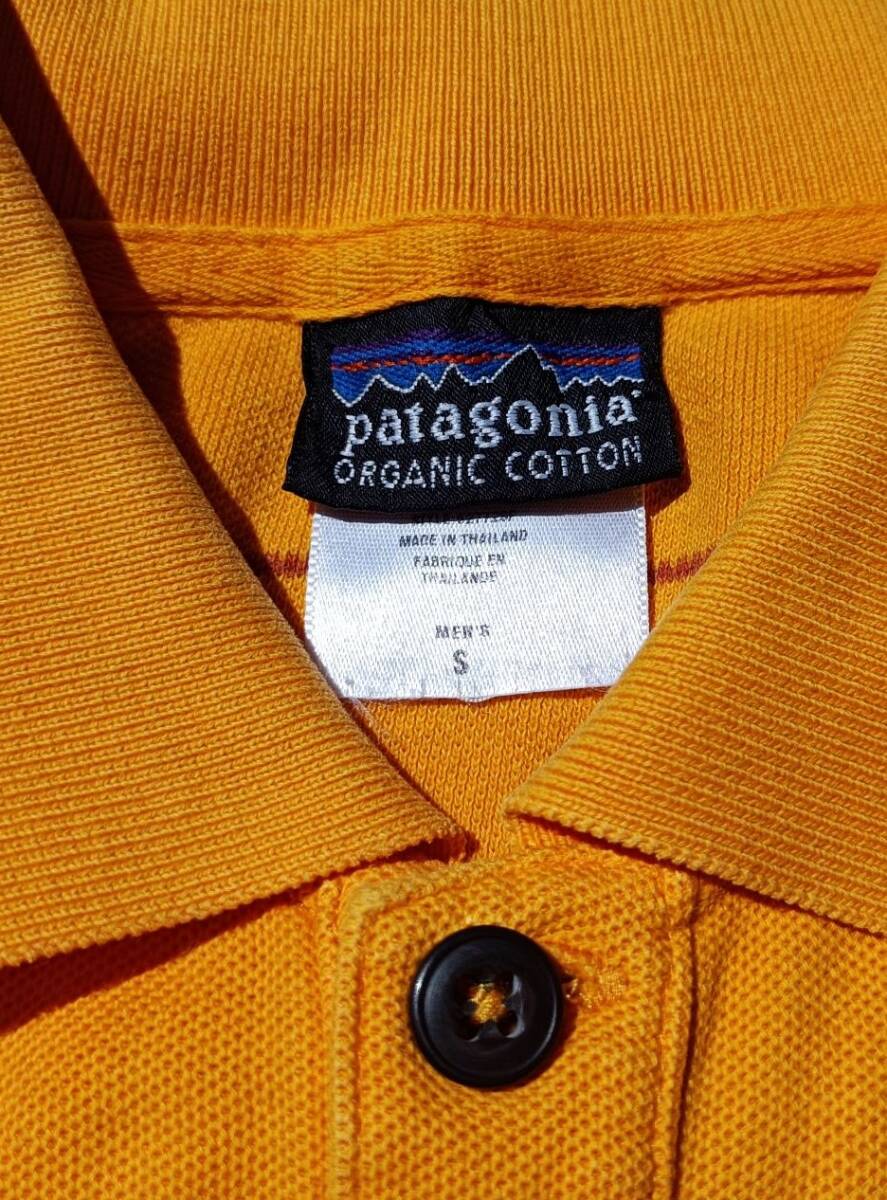 patagonia
ORGANIC COTTON
MADE IN THAILAND
FABRIQUE EN
THAILANDE
MEN'S
S